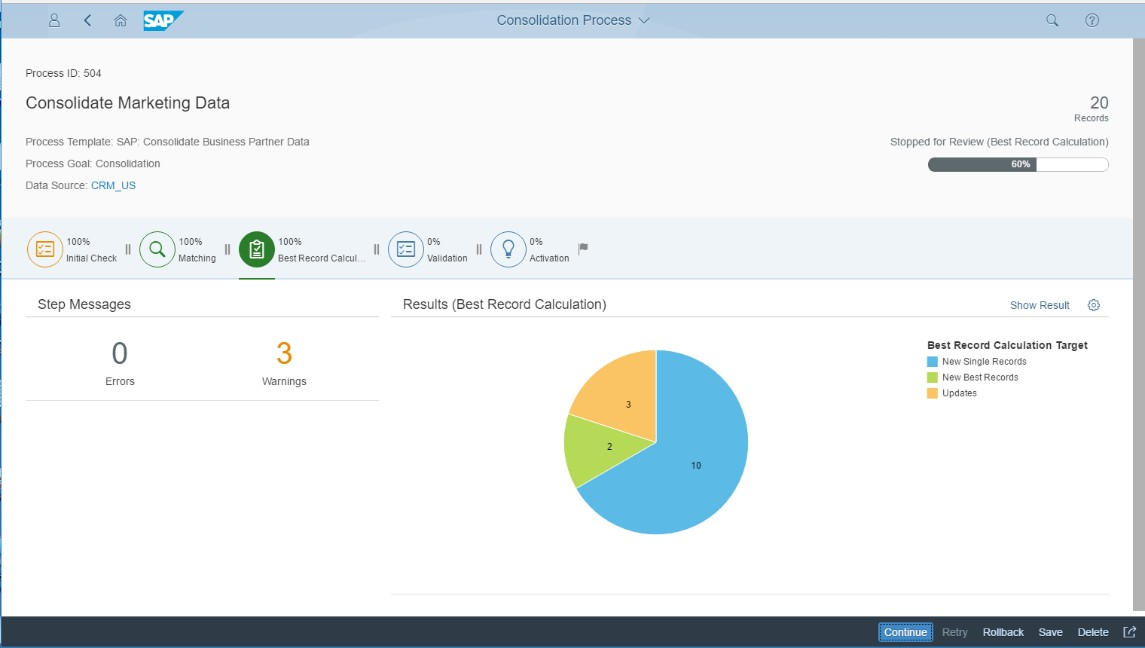 SAP
Consolidation Process
Process ID: 504
Consolidate Marketing Data
20
Records
Process Template: SAP: Consolidate Business Partner Data
Stopped for Review (Best Record Calculation)
Process Goal: Consolidation
60%
Data Source: CRM_US
100%
Initial Check
100%
Matching
100%
Best Record Calcul...
0%
Validation
0%
Activation
Step Messages
0
Errors
3
Warnings
Results (Best Record Calculation)
Show Result
3
2
10
Best Record Calculation Target
New Single Records
New Best Records
Updates
Continue Retry Rollback Save Delete